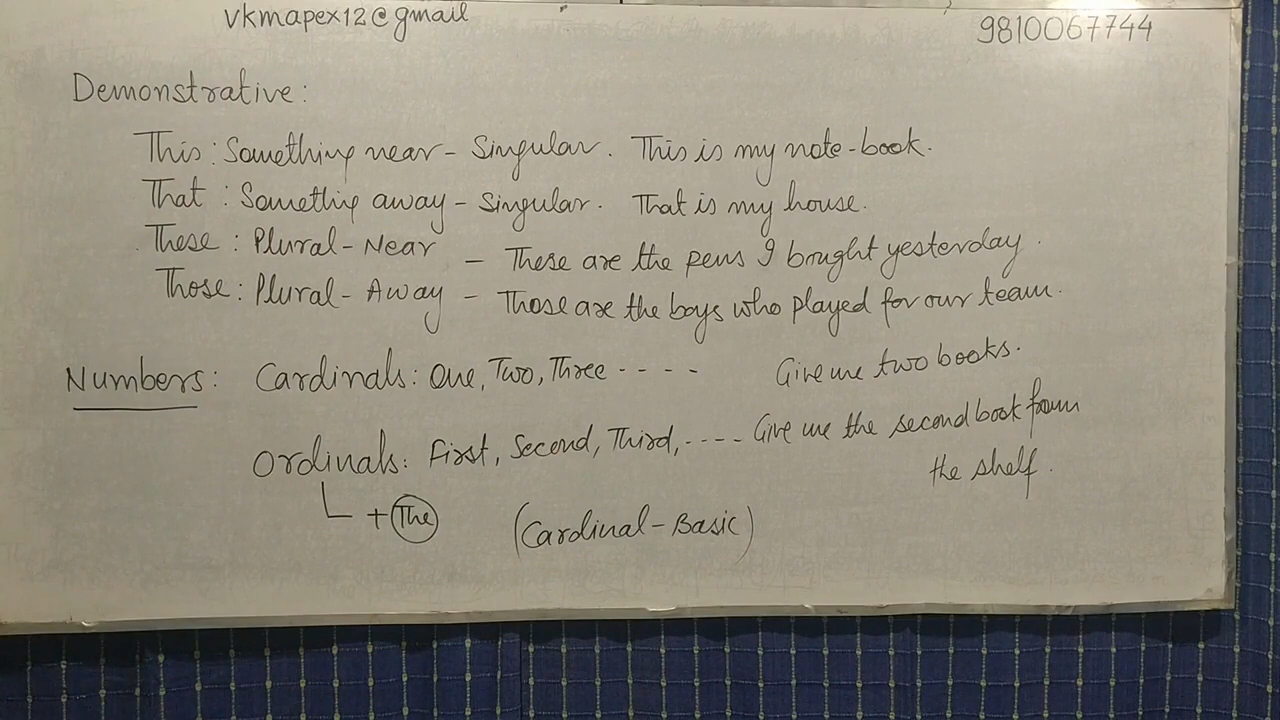 vkmapex12@gmail 9810067744
Demonstrative:
This: Something near - Singular. This is my note-book.
That: Somethig away - Singular. That is my house.
These: Plural - Near - These are the pens I bought yesterday.
Those: Plural - Away - Those are the boys who played for our team.
Numbers: Cardinals: One, Two, Three - - - - Give me two books.
Ordinals: First, Second, Third, - - - - Give me the second book from
the shelf.
+ The (Cardinal - Basic)